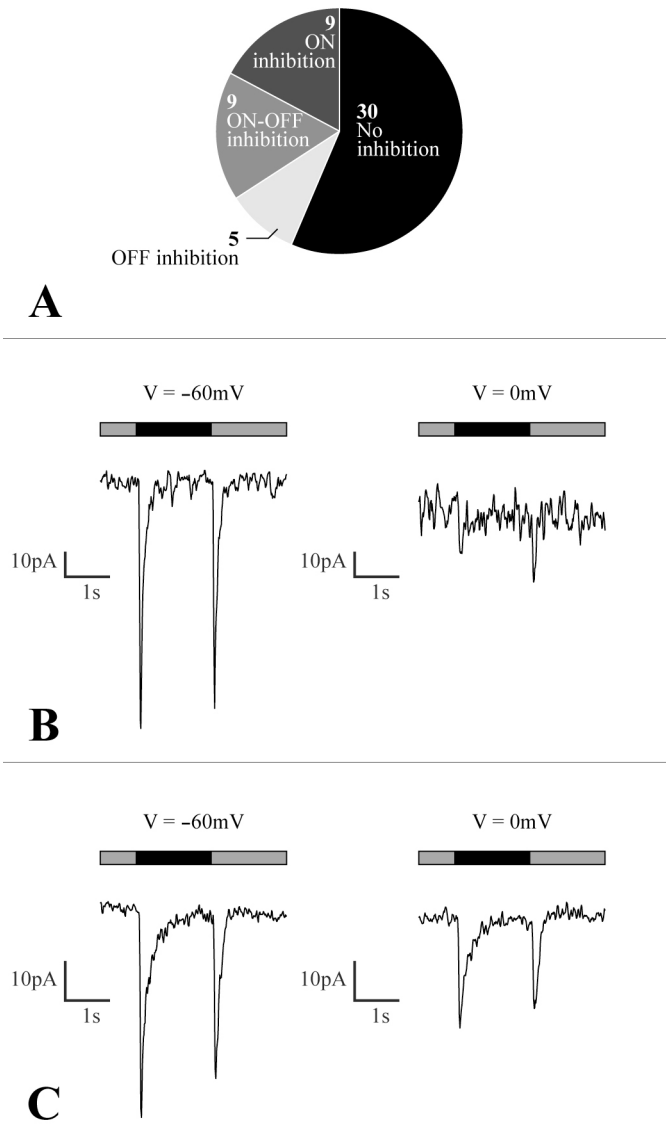 9
ON
inhibition
30
No
inhibition
9
ON-OFF
inhibition
5
OFF inhibition
A
V = -60mV
V = 0mV
10pA
1s
10pA
1s
B
V = -60mV
V = 0mV
10pA
1s
10pA
1s
C